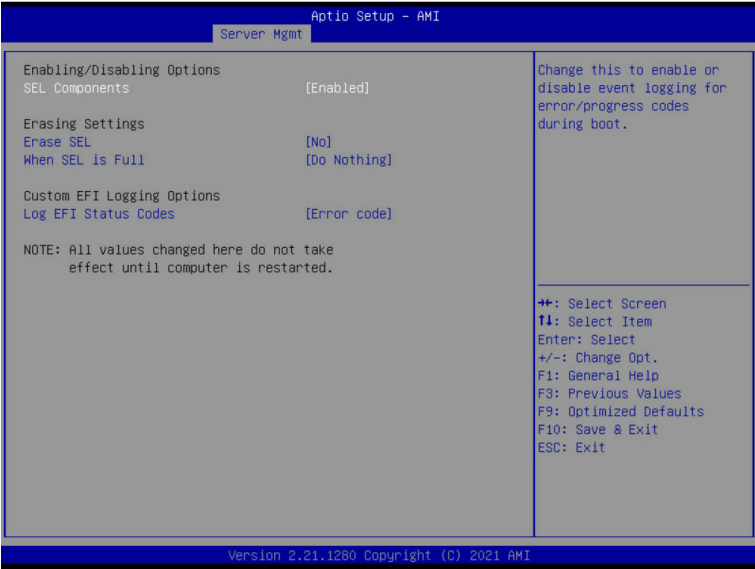 Aptio Setup – AMI
Server Mgmt
Enabling/Disabling Options
SEL Components [Enabled]
Erasing Settings
Erase SEL [No]
When SEL is Full [Do Nothing]
Custom EFI Logging Options
Log EFI Status Codes [Error code]
NOTE: All values changed here do not take
effect until computer is restarted.
Change this to enable or
disable event logging for
error/progress codes
during boot.
→←: Select Screen
↑↓: Select Item
Enter: Select
+/-: Change Opt.
F1: General Help
F3: Previous Values
F9: Optimized Defaults
F10: Save & Exit
ESC: Exit
Version 2.21.1280 Copyright (C) 2021 AMI